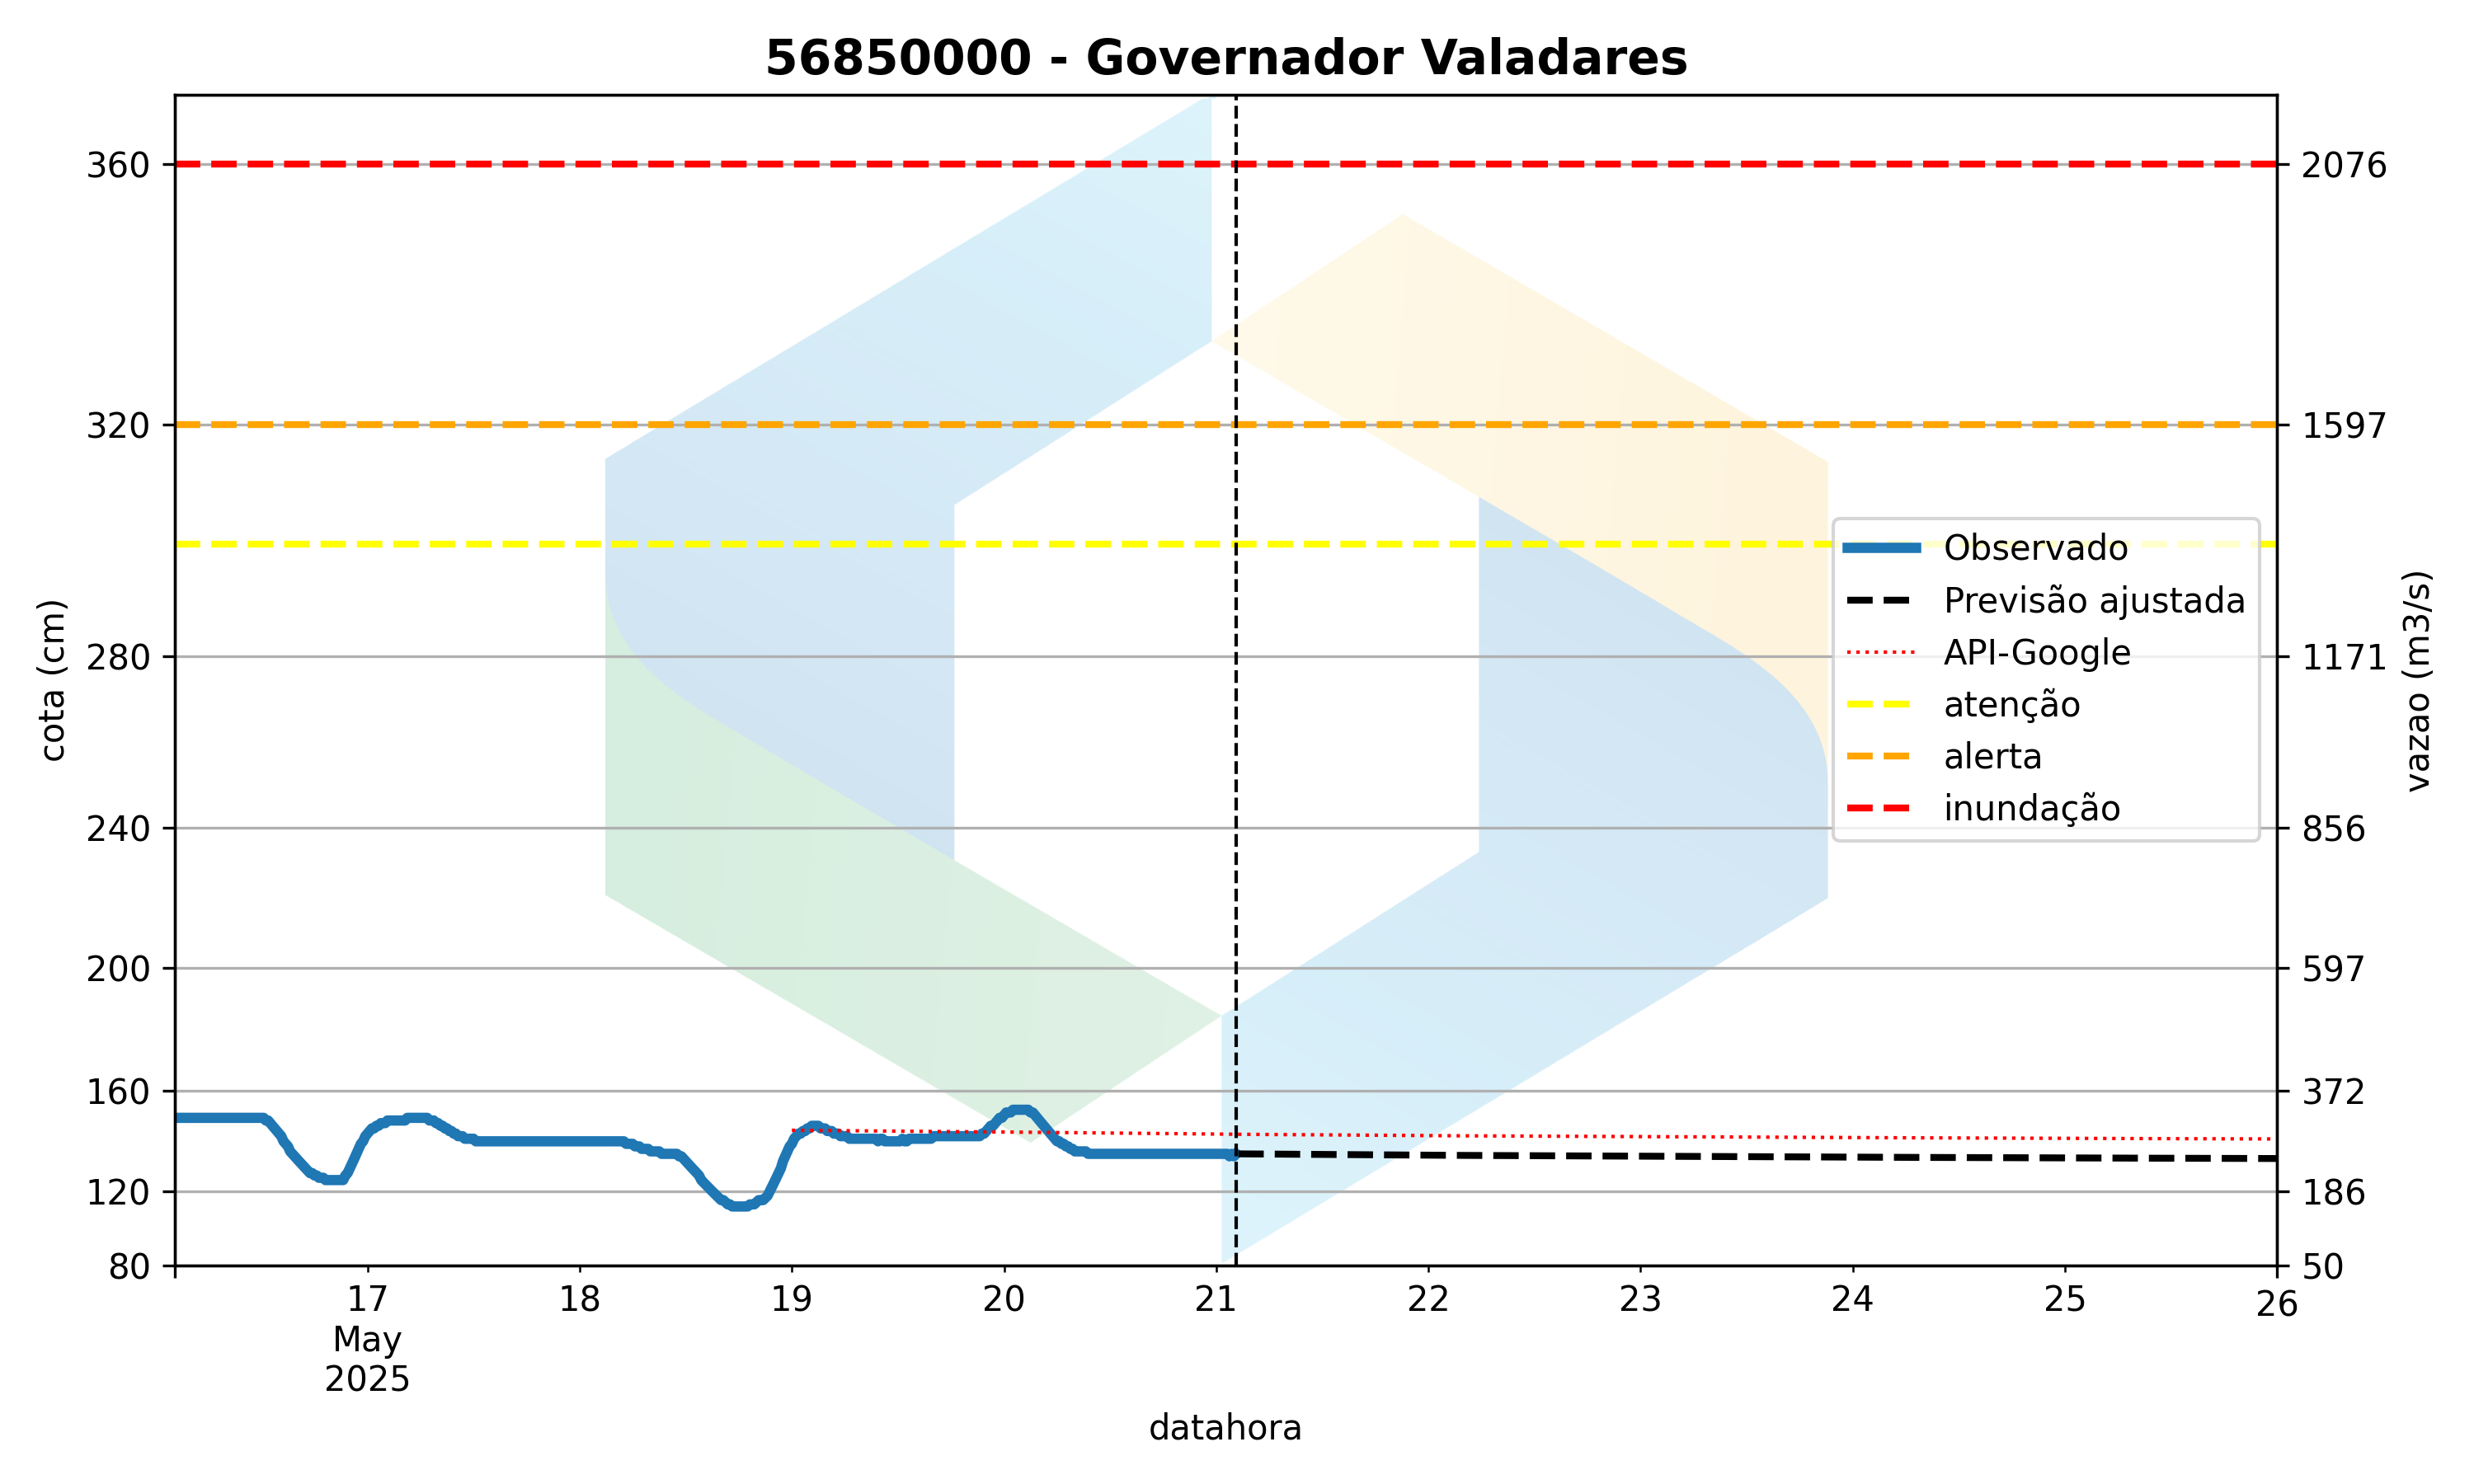 56850000 - Governador Valadares
cota (cm)
360
320
280
240
200
160
120
80
2076
1597
1171
856
597
372
186
50
vazao (m3/s)
Observado
Previsão ajustada
API-Google
atenção
alerta
inundação
17 18 19 20 21 22 23 24 25 26
May
2025
datahora